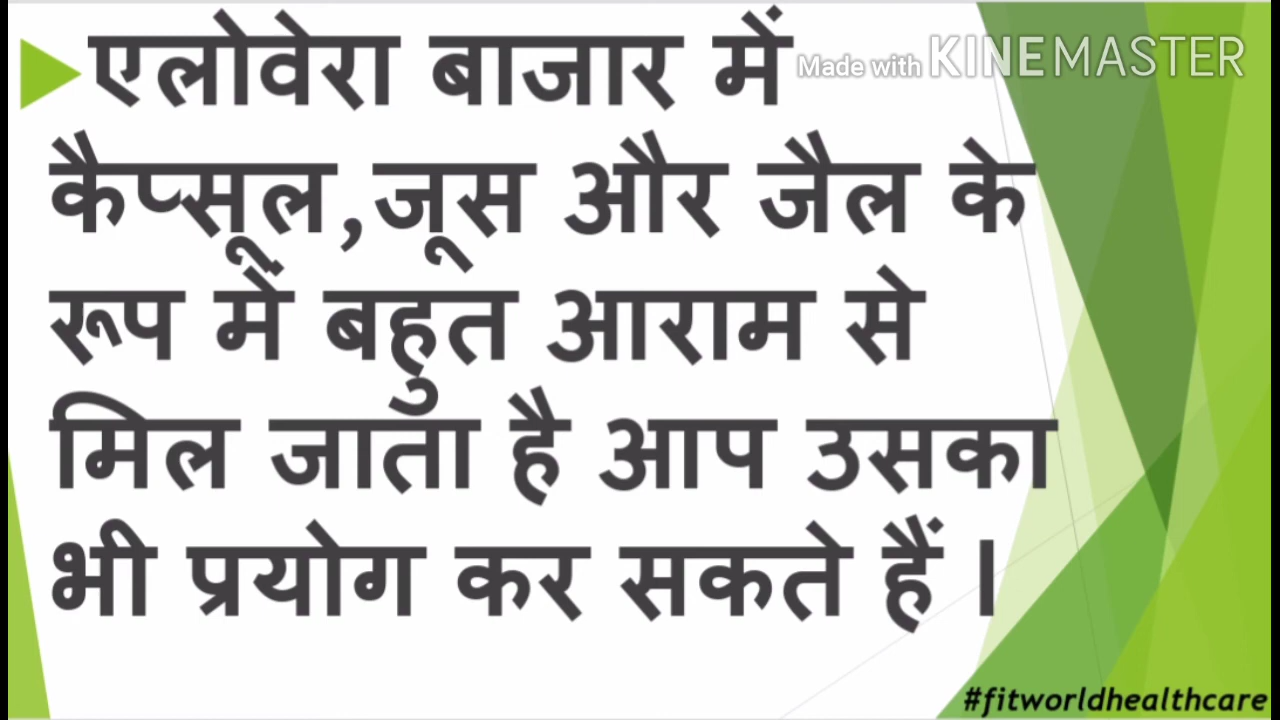 एलोवेरा बाजार में
Made with KINEMASTER
कैप्सूल,जूस और जैल के
रूप में बहुत आराम से
मिल जाता है आप उसका
भी प्रयोग कर सकते हैं ।
#fitworldhealthcare